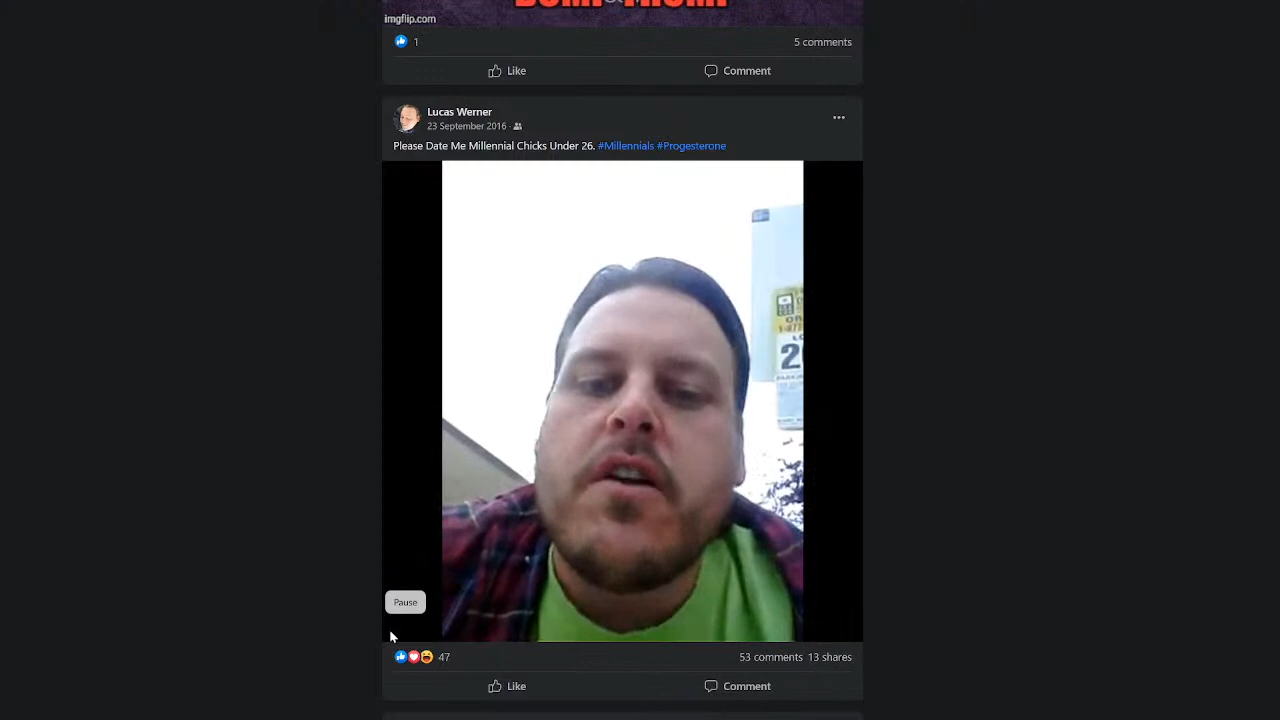 imgflip.com
1
5 comments
Like
Comment
Lucas Werner
23 September 2016 ·
Please Date Me Millennial Chicks Under 26. #Millennials #Progesterone
Pause
47
53 comments 13 shares
Like
Comment